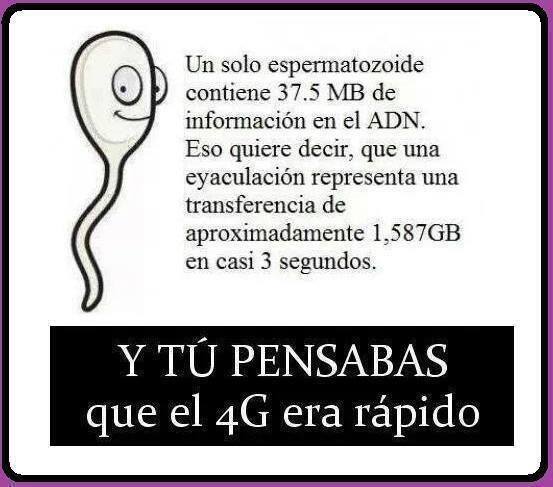 Un solo espermatozoide
contiene 37.5 MB de
información en el ADN.
Eso quiere decir, que una
eyaculación representa una
transferencia de
aproximadamente 1,587GB
en casi 3 segundos.
Y TÚ PENSABAS
que el 4G era rápido